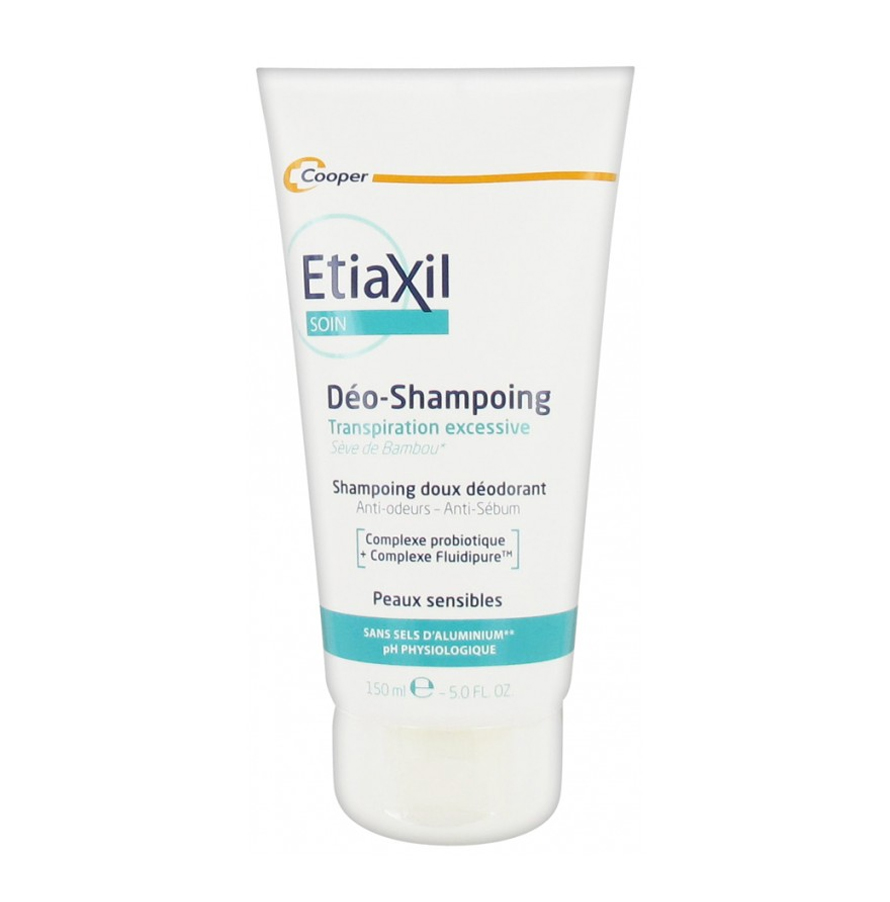 Cooper
EtiaXil
SOIN
Déo-Shampoing
Transpiration excessive
Sève de Bambou*
Shampoing doux déodorant
Anti-odeurs – Anti-Sébum
Complexe probiotique
+ Complexe Fluidipure™
Peaux sensibles
SANS SELS D'ALUMINIUM**
pH PHYSIOLOGIQUE
150 ml ℮ – 5.0 FL. OZ.